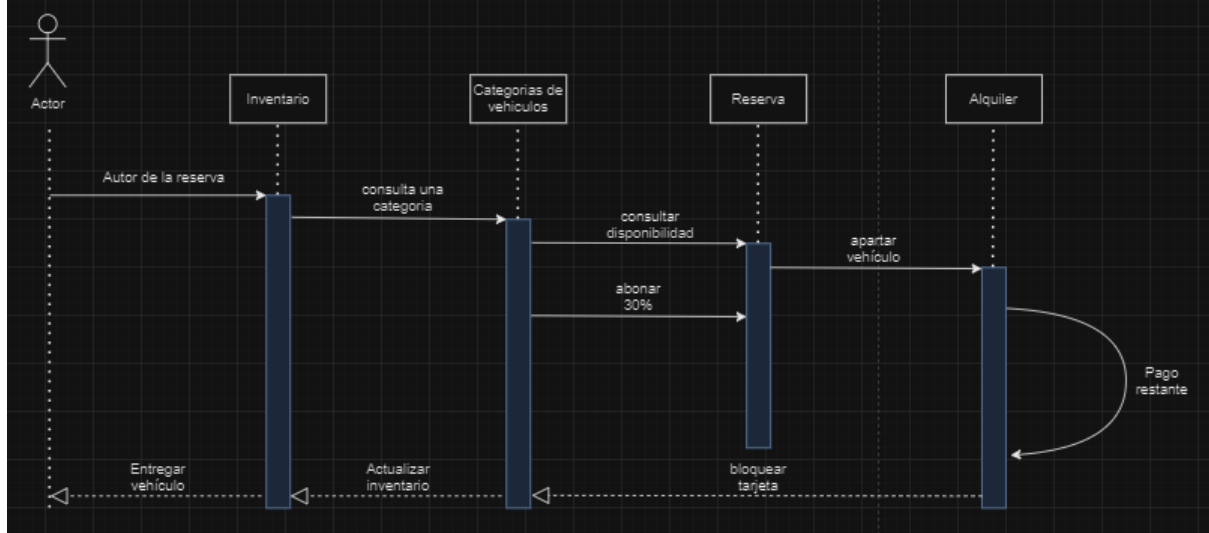 Actor
Inventario
Categorias de
vehiculos
Reserva
Alquiler
Autor de la reserva
consulta una
categoria
consultar
disponibilidad
apartar
vehículo
abonar
30%
Pago
restante
Entregar
vehículo
Actualizar
inventario
bloquear
tarjeta